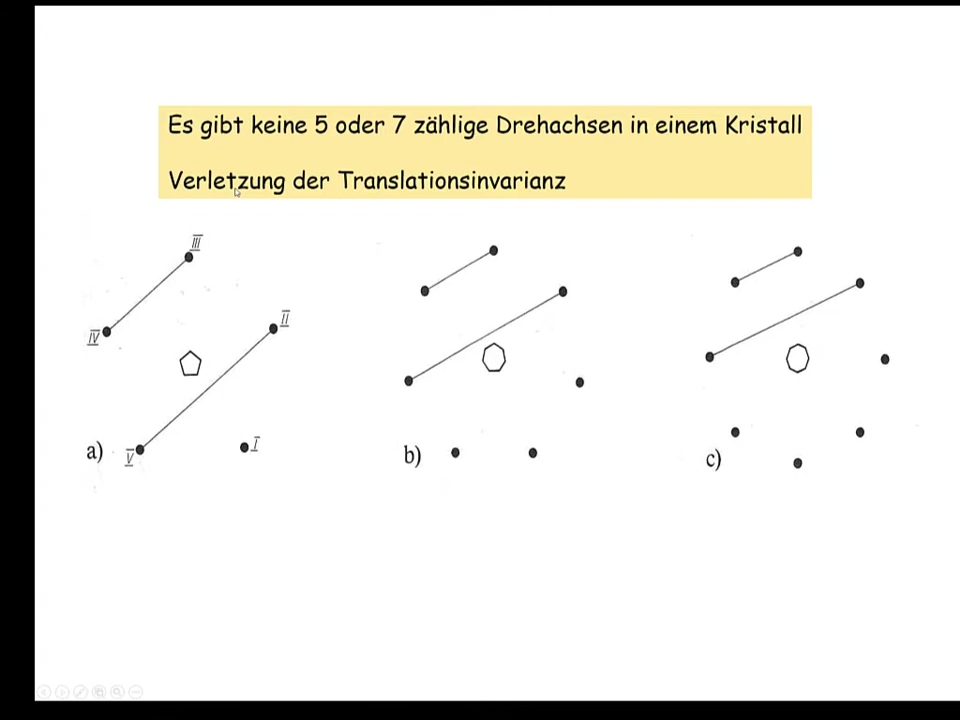 Es gibt keine 5 oder 7 zählige Drehachsen in einem Kristall
Verletzung der Translationsinvarianz
III
IV
II
V
I
a)
b)
c)